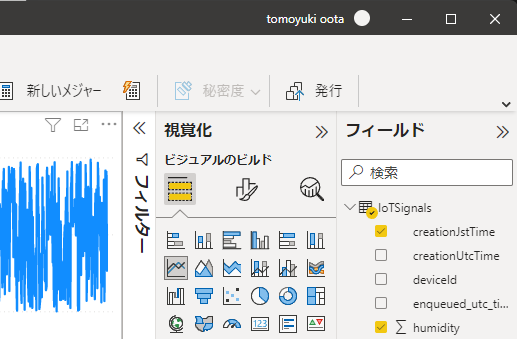 tomoyuki oota
新しいメジャー
秘密度
発行
視覚化
フィールド
ビジュアルのビルド
フィルター
検索
IoTSignals
creationJstTime
creationUtcTime
deviceId
enqueued_utc_ti...
humidity
123